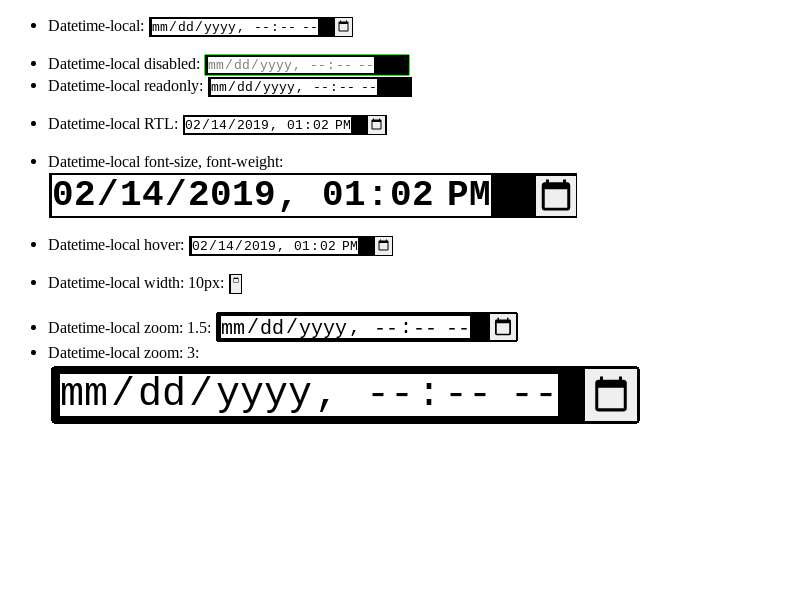 Datetime-local: mm/dd/yyyy, --:-- --
Datetime-local disabled: mm/dd/yyyy, --:-- --
Datetime-local readonly: mm/dd/yyyy, --:-- --
Datetime-local RTL: 02/14/2019, 01:02 PM
Datetime-local font-size, font-weight:
02/14/2019, 01:02 PM
Datetime-local hover: 02/14/2019, 01:02 PM
Datetime-local width: 10px:
Datetime-local zoom: 1.5: mm/dd/yyyy, --:-- --
Datetime-local zoom: 3:
mm/dd/yyyy, --:-- --